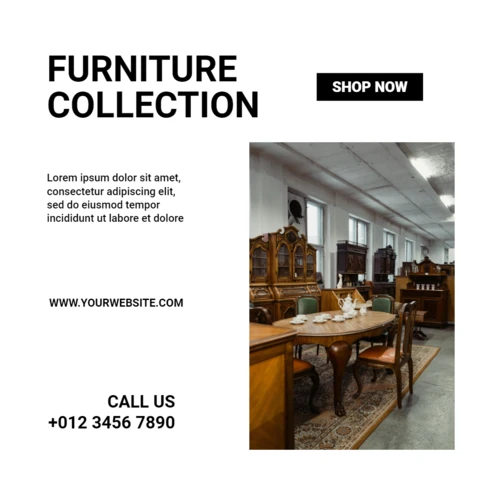 FURNITURE
COLLECTION
SHOP NOW
Lorem ipsum dolor sit amet,
consectetur adipiscing elit,
sed do eiusmod tempor
incididunt ut labore et dolore
WWW.YOURWEBSITE.COM
CALL US
+012 3456 7890